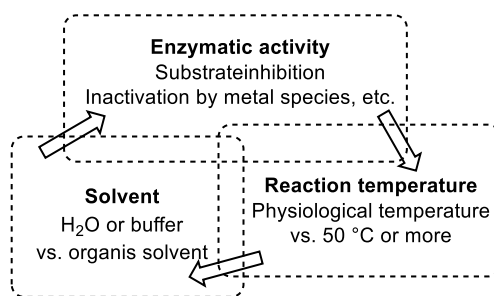 Enzymatic activity
Substrateinhibition
Inactivation by metal species, etc.
Reaction temperature
Physiological temperature
vs. 50 °C or more
Solvent
H₂O or buffer
vs. organis solvent